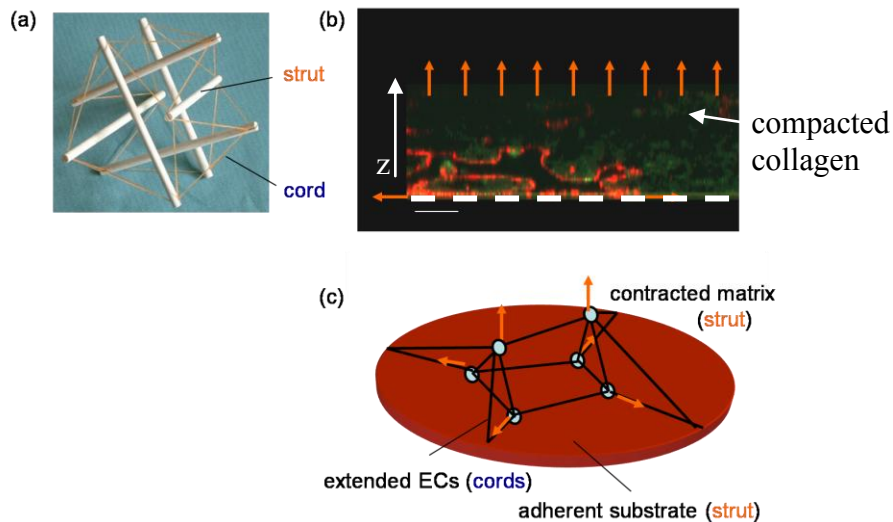 (a)
strut
cord
(b)
Z
compacted
collagen
(c)
contracted matrix
(strut)
extended ECs (cords)
adherent substrate (strut)